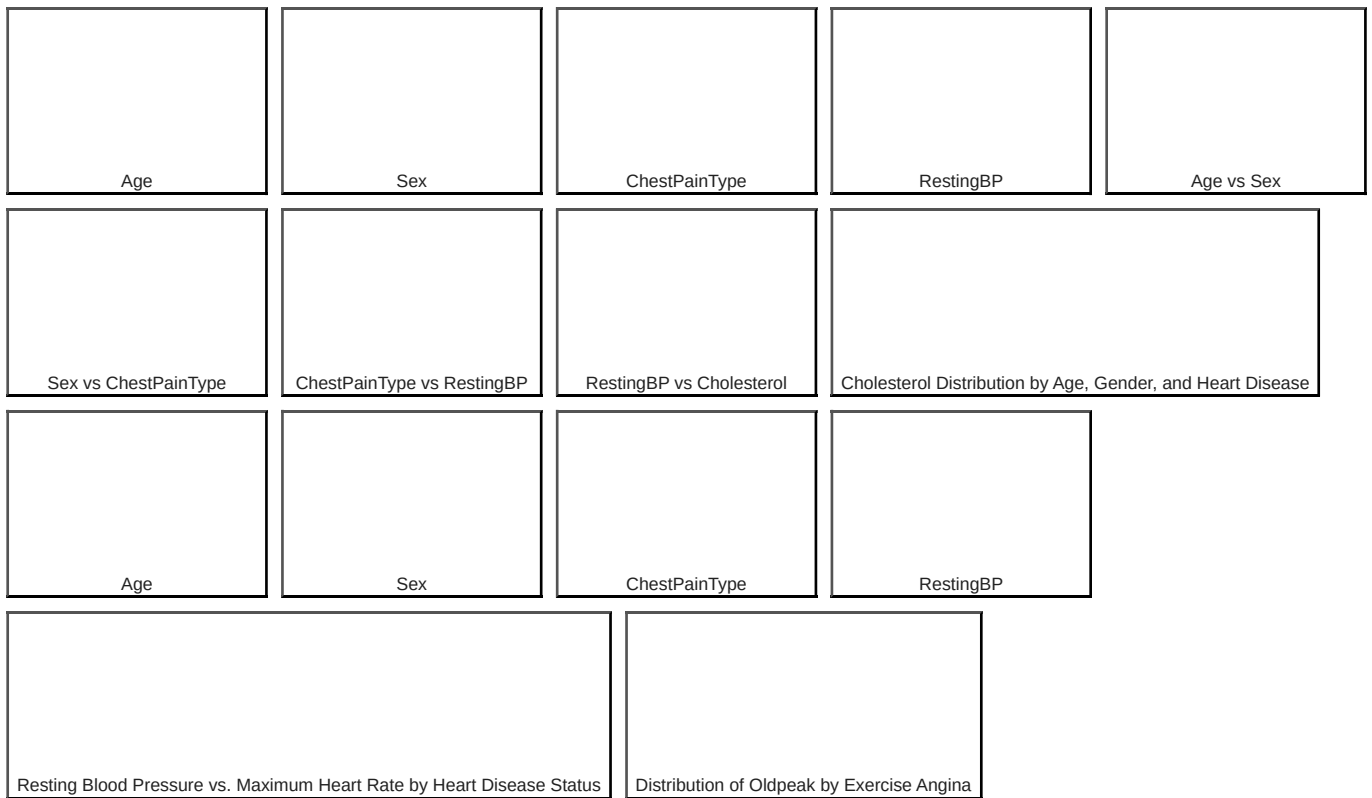 Age
Sex
ChestPainType
RestingBP
Age vs Sex
Sex vs ChestPainType
ChestPainType vs RestingBP
RestingBP vs Cholesterol
Cholesterol Distribution by Age, Gender, and Heart Disease
Age
Sex
ChestPainType
RestingBP
Resting Blood Pressure vs. Maximum Heart Rate by Heart Disease Status
Distribution of Oldpeak by Exercise Angina